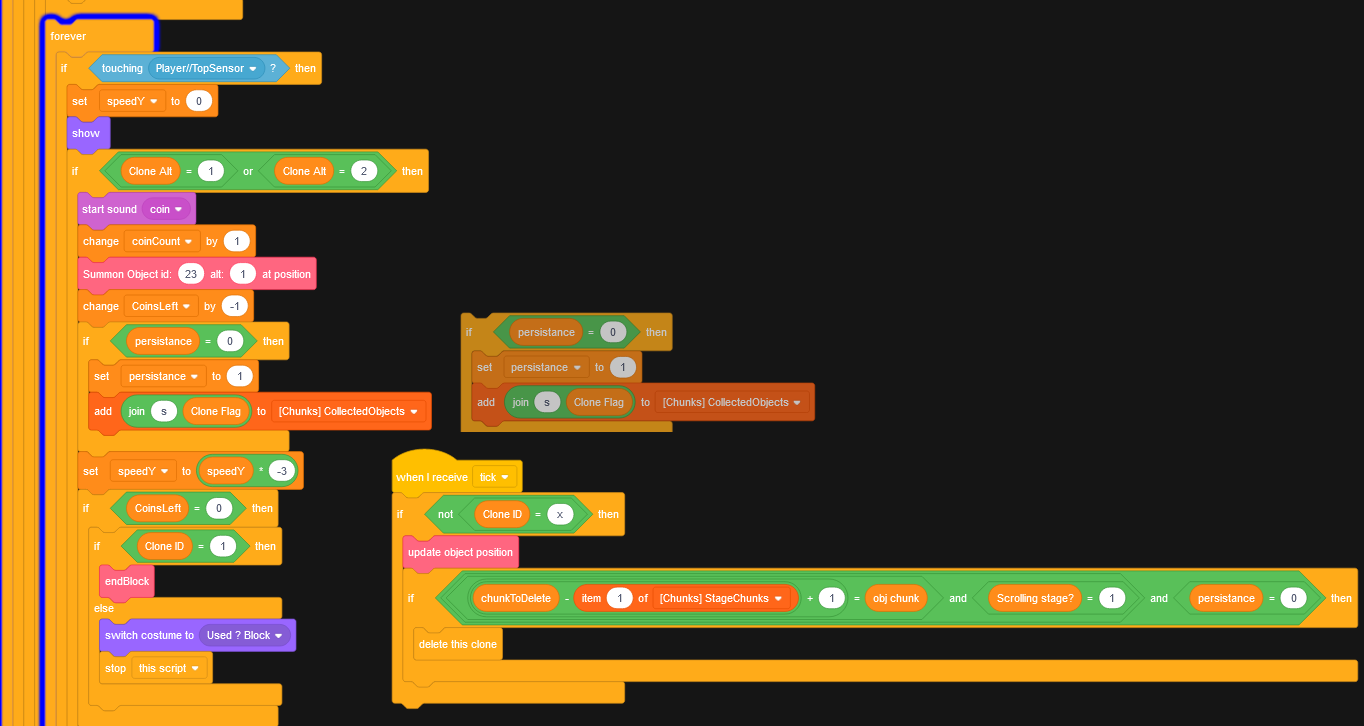 forever
if touching Player//TopSensor ? then
set speedY to 0
show
if Clone Alt = 1 or Clone Alt = 2 then
start sound coin
change coinCount by 1
Summon Object id: 23 alt: 1 at position
change CoinsLeft by -1
if persistance = 0 then
set persistance to 1
add join s Clone Flag to [Chunks] CollectedObjects
set speedY to speedY * -3
if CoinsLeft = 0 then
if Clone ID = 1 then
endBlock
else
switch costume to Used ? Block
stop this script
if persistance = 0 then
set persistance to 1
add join s Clone Flag to [Chunks] CollectedObjects
when I receive tick
if not Clone ID = x then
update object position
if chunkToDelete - item 1 of [Chunks] StageChunks + 1 = obj chunk and Scrolling stage? = 1 and persistance = 0 then
delete this clone